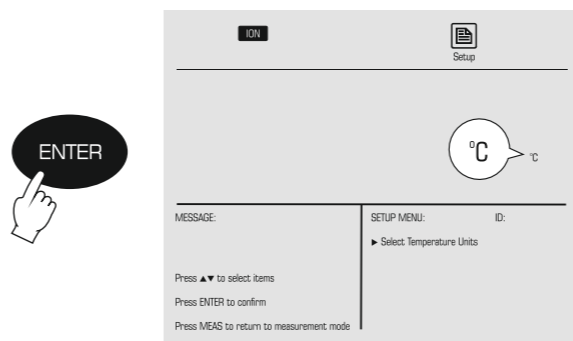 ION
Setup
ENTER
°C
°C
MESSAGE:
Press ▲▼ to select items
Press ENTER to confirm
Press MEAS to return to measurement mode
SETUP MENU: ID:
► Select Temperature Units